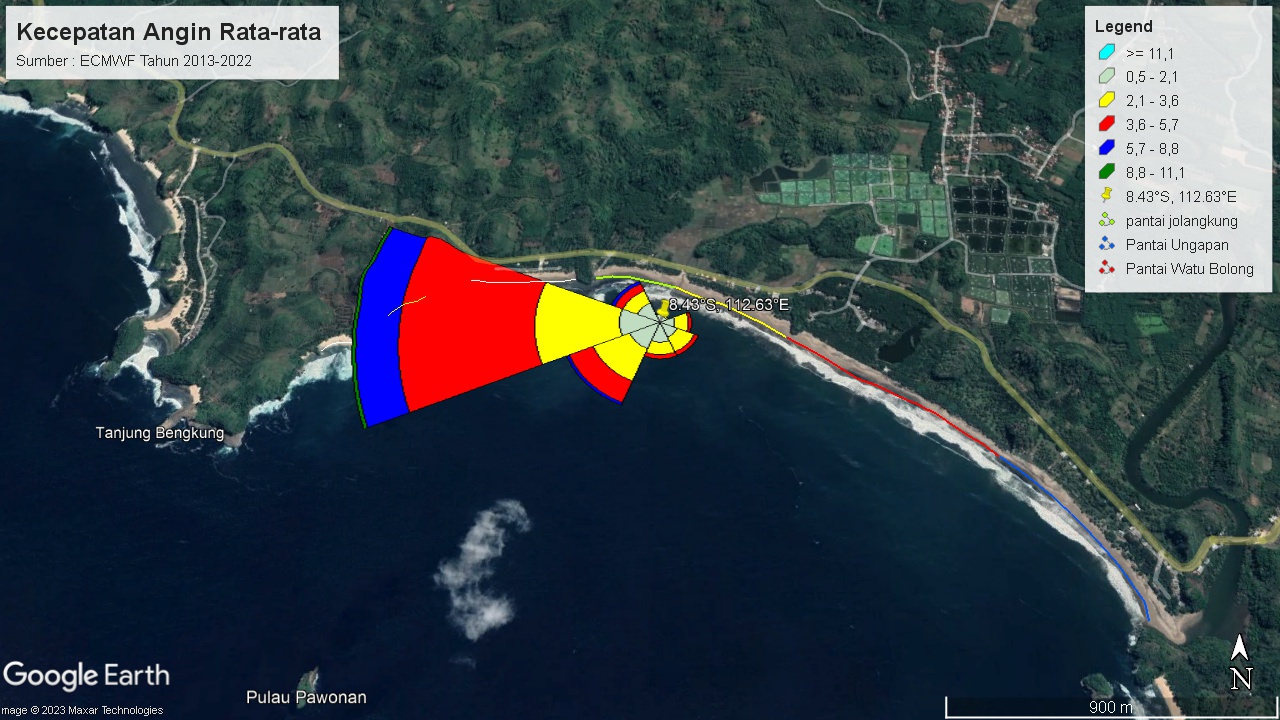 Kecepatan Angin Rata-rata
Sumber : ECMWF Tahun 2013-2022
Legend
>= 11,1
0,5 - 2,1
2,1 - 3,6
3,6 - 5,7
5,7 - 8,8
8,8 - 11,1
8.43°S, 112.63°E
pantai jolangkung
Pantai Ungapan
Pantai Watu Bolong
8.43°S, 112.63°E
Tanjung Bengkung
Google Earth
Pulau Pawonan
mage © 2023 Maxar Technologies
N
900 m